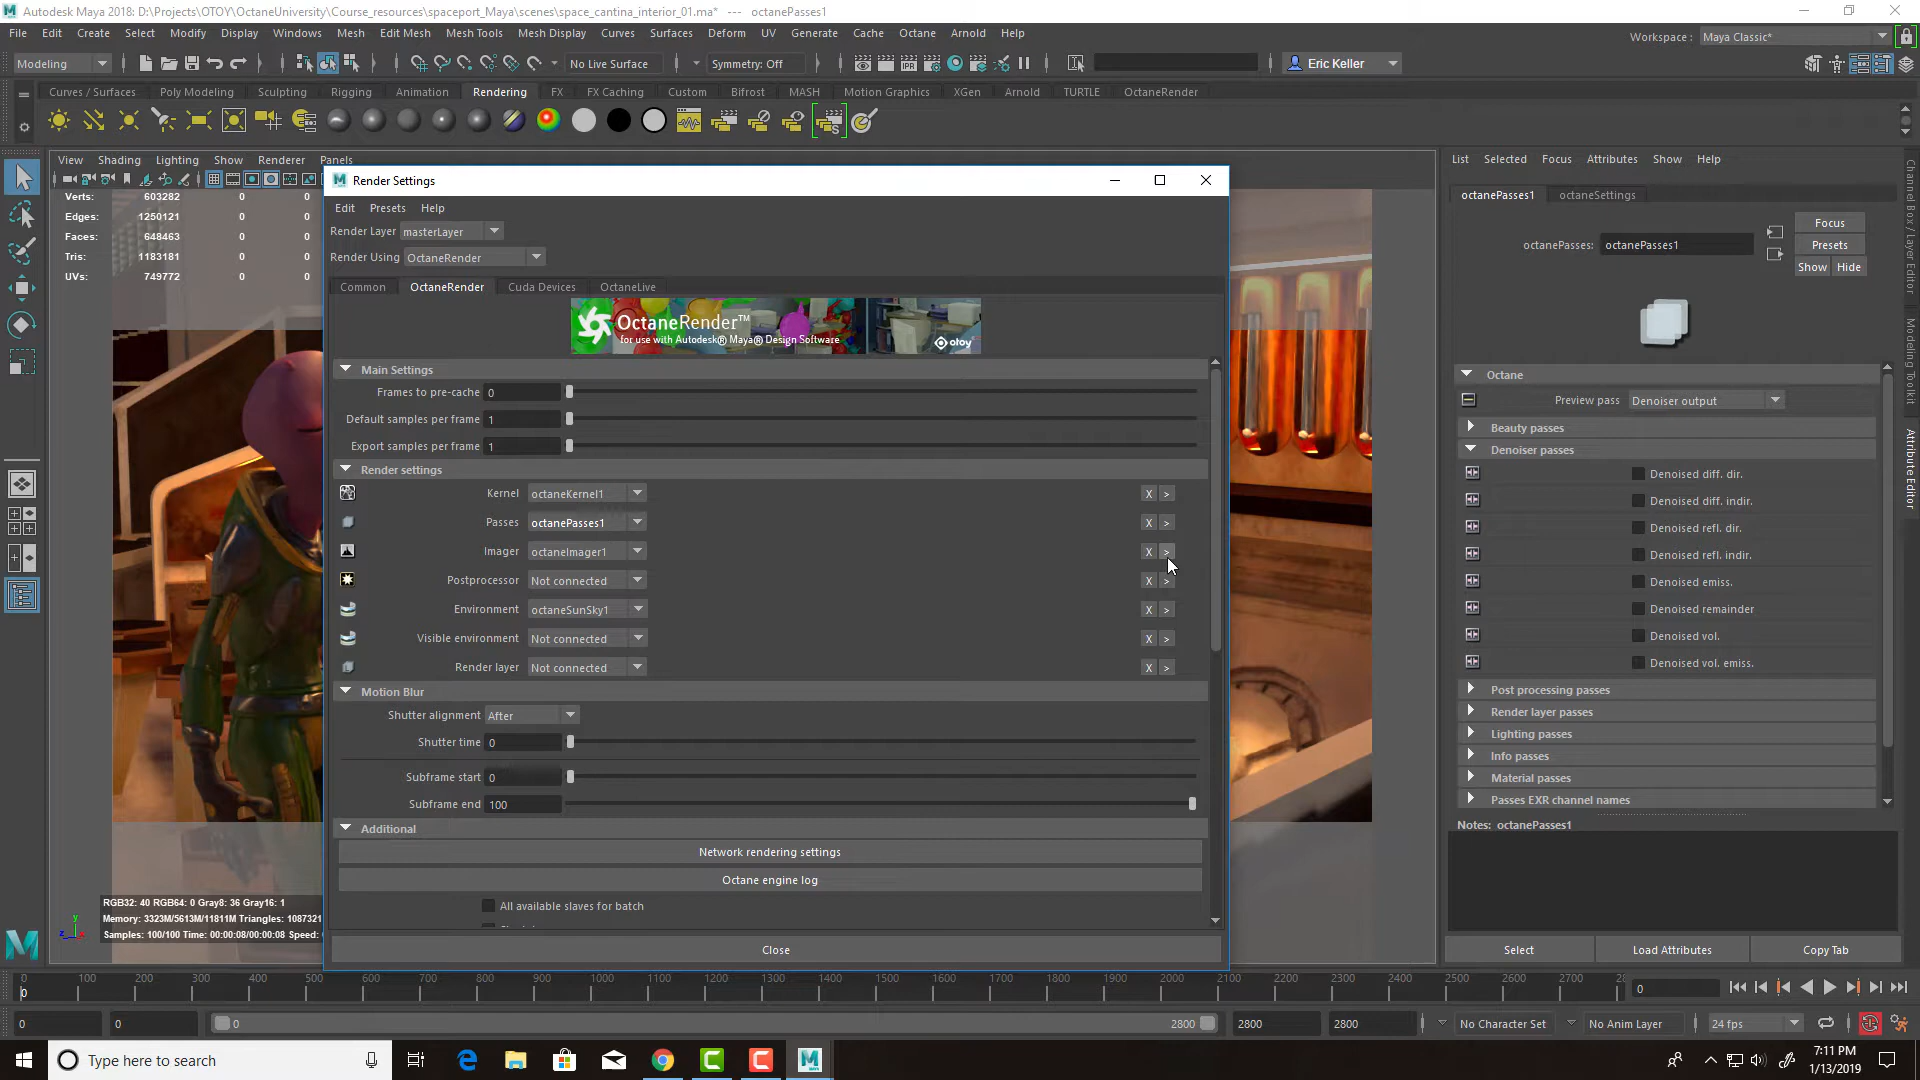 Autodesk Maya 2018: D:\Projects\OTOY\OctaneUniversity\Course_resources\spaceport_Maya\scenes\space_cantina_interior_01.ma* --- octanePasses1
File Edit Create Select Modify Display Windows Mesh Edit Mesh Mesh Tools Mesh Display Curves Surfaces Deform UV Generate Cache Octane Arnold Help
Workspace : Maya Classic*
Modeling No Live Surface Symmetry: Off IPR Eric Keller
Curves / Surfaces Poly Modeling Sculpting Rigging Animation Rendering FX FX Caching Custom Bifrost MASH Motion Graphics XGen Arnold TURTLE OctaneRender
View Shading Lighting Show Renderer Panels
Verts: 603282 0 0
Edges: 1250121 0 0
Faces: 648463 0 0
Tris: 1183181 0 0
UVs: 749772 0 0
Render Settings
Edit Presets Help
Render Layer masterLayer
Render Using OctaneRender
Common OctaneRender Cuda Devices OctaneLive
OctaneRender™
for use with Autodesk® Maya® Design Software
otoy
Main Settings
Frames to pre-cache 0
Default samples per frame 1
Export samples per frame 1
Render settings
Kernel octaneKernel1 X >
Passes octanePasses1 X >
Imager octaneImager1 X >
Postprocessor Not connected X >
Environment octaneSunSky1 X >
Visible environment Not connected X >
Render layer Not connected X >
Motion Blur
Shutter alignment After
Shutter time 0
Subframe start 0
Subframe end 100
Additional
Network rendering settings
Octane engine log
All available slaves for batch
Close
RGB32: 40 RGB64: 0 Gray8: 36 Gray16: 1
Memory: 3323M/5613M/11811M Triangles: 1087321
Samples: 100/100 Time: 00:00:08/00:00:08 Speed:
List Selected Focus Attributes Show Help
octanePasses1 octaneSettings
octanePasses: octanePasses1
Focus
Presets
Show Hide
Octane
Preview pass Denoiser output
Beauty passes
Denoiser passes
Denoised diff. dir.
Denoised diff. indir.
Denoised refl. dir.
Denoised refl. indir.
Denoised emiss.
Denoised remainder
Denoised vol.
Denoised vol. emiss.
Post processing passes
Render layer passes
Lighting passes
Info passes
Material passes
Passes EXR channel names
Notes: octanePasses1
Select Load Attributes Copy Tab
Channel Box / Layer Editor
Modeling Toolkit
Attribute Editor
0 100 200 300 400 500 600 700 800 900 1000 1100 1200 1300 1400 1500 1600 1700 1800 1900 2000 2100 2200 2300 2400 2500 2600 2700
0 0
0 0 0 2800 2800 2800 No Character Set No Anim Layer 24 fps
Type here to search
7:11 PM
1/13/2019